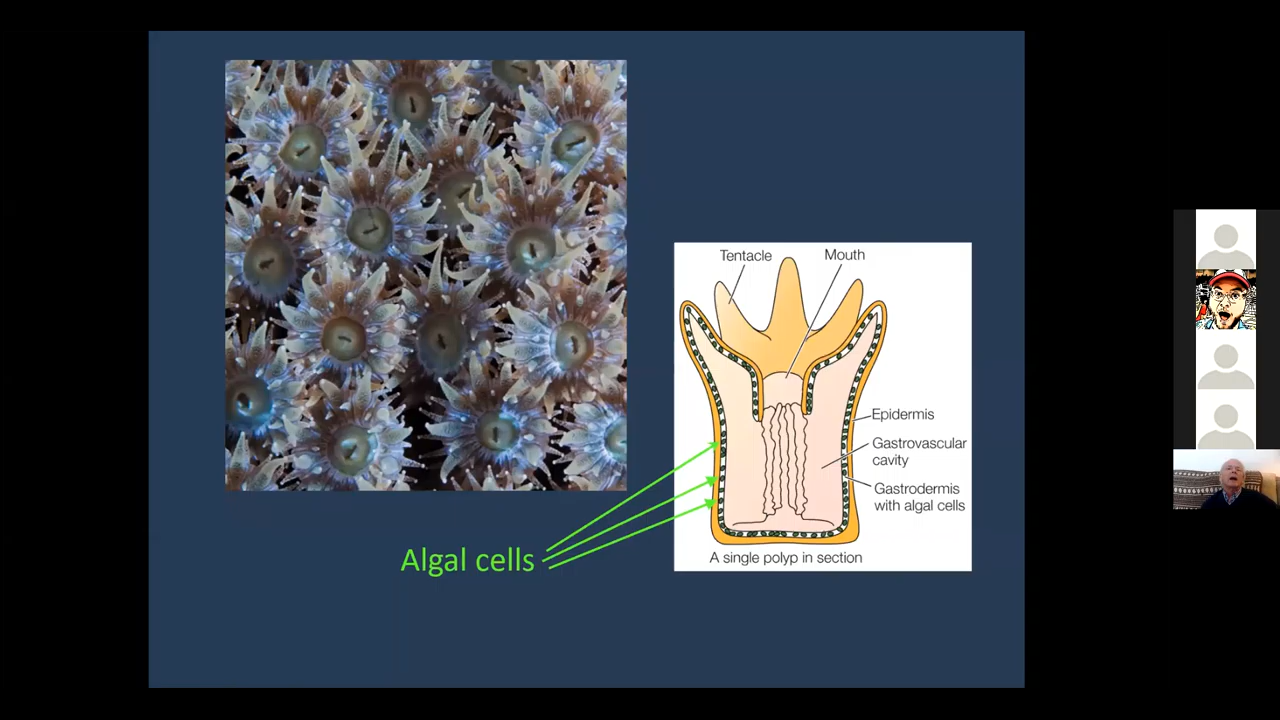 Tentacle
Mouth
Epidermis
Gastrovascular
cavity
Gastrodermis
with algal cells
Algal cells
A single polyp in section